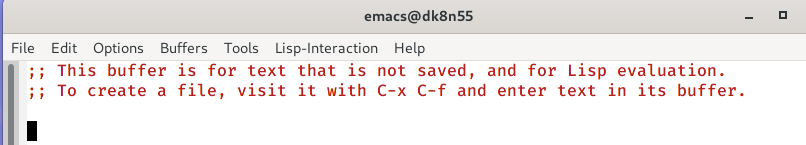 emacs@dk8n55
File Edit Options Buffers Tools Lisp-Interaction Help
;; This buffer is for text that is not saved, and for Lisp evaluation.
;; To create a file, visit it with C-x C-f and enter text in its buffer.